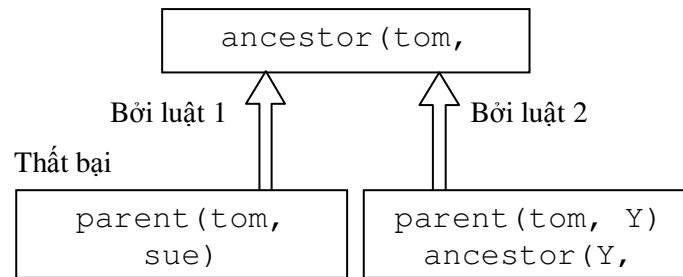 ancestor(tom,
Bởi luật 1
Bởi luật 2
Thất bại
parent(tom,
sue)
parent(tom, Y)
ancestor(Y,